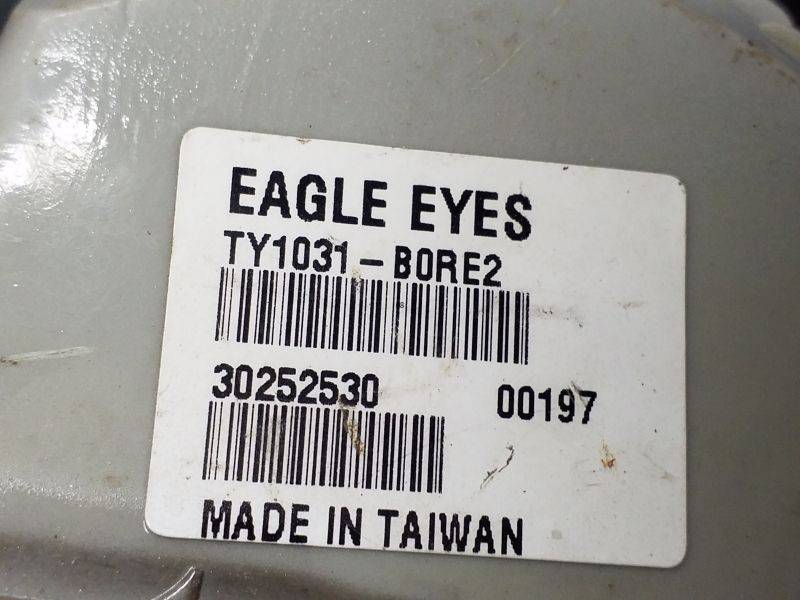 EAGLE EYES
TY1031-B0RE2
30252530 00197
MADE IN TAIWAN